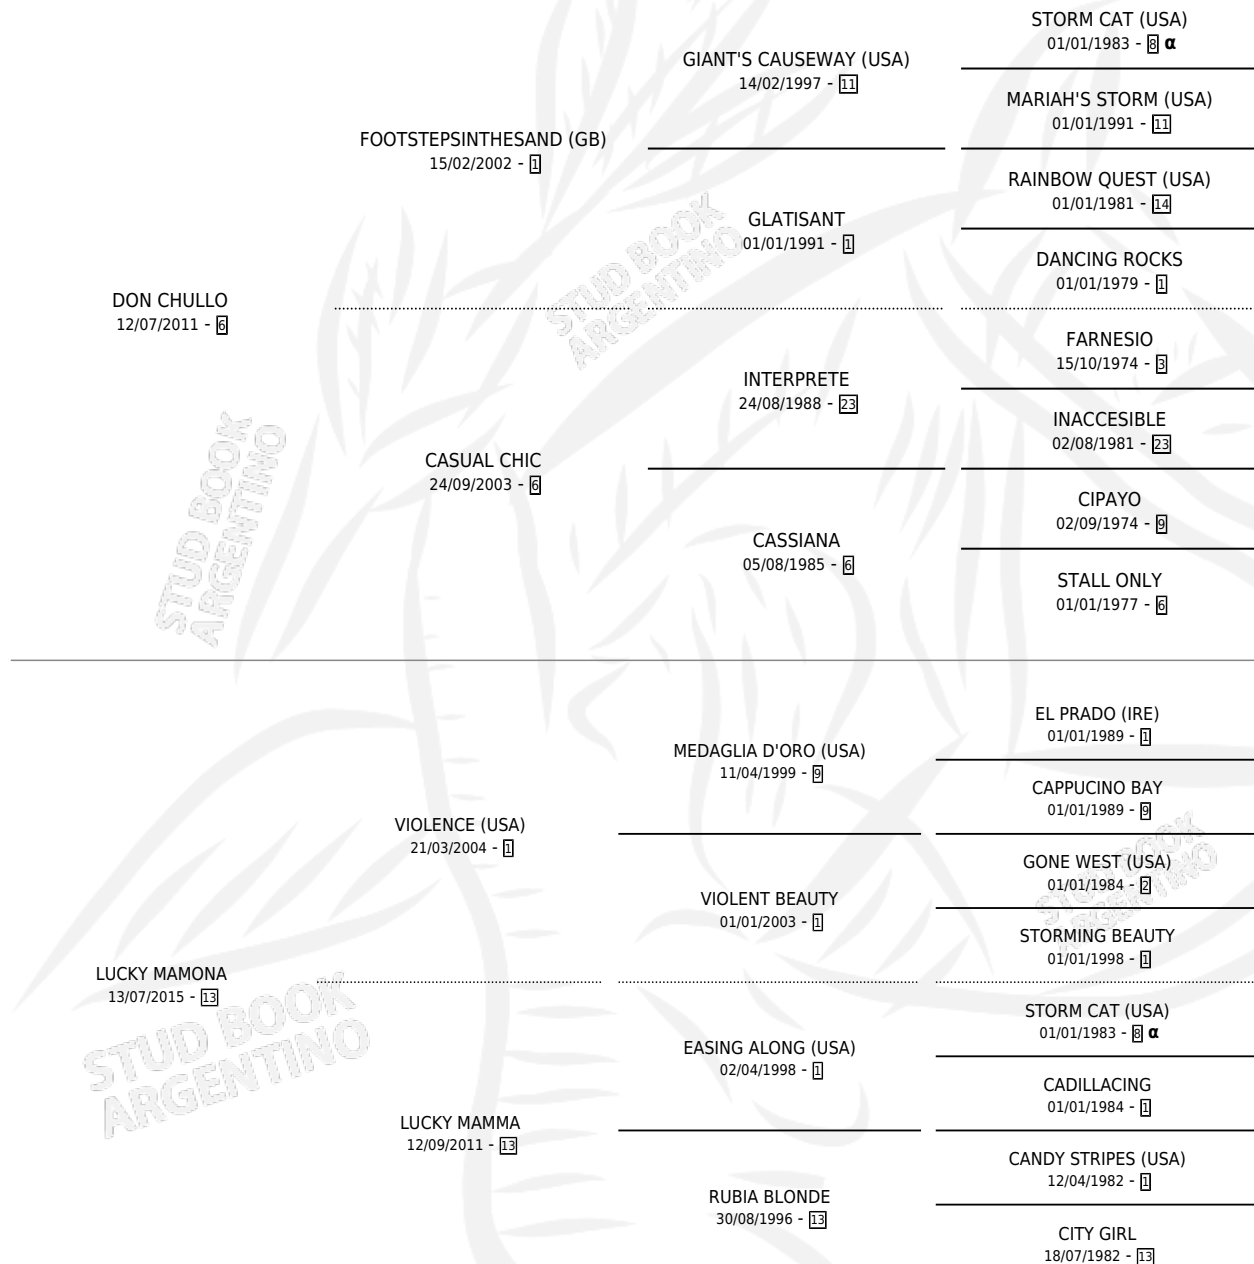 STORM CAT (USA)
01/01/1983 - 8 α
GIANT'S CAUSEWAY (USA)
14/02/1997 - 11
MARIAH'S STORM (USA)
01/01/1991 - 11
FOOTSTEPSINTHESAND (GB)
15/02/2002 - 1
RAINBOW QUEST (USA)
01/01/1981 - 14
GLATISANT
01/01/1991 - 1
DANCING ROCKS
01/01/1979 - 1
DON CHULLO
12/07/2011 - 6
FARNESIO
15/10/1974 - 3
INTERPRETE
24/08/1988 - 23
INACCESIBLE
02/08/1981 - 23
CASUAL CHIC
24/09/2003 - 6
CIPAYO
02/09/1974 - 9
CASSIANA
05/08/1985 - 6
STALL ONLY
01/01/1977 - 6
EL PRADO (IRE)
01/01/1989 - 1
MEDAGLIA D'ORO (USA)
11/04/1999 - 9
CAPPUCINO BAY
01/01/1989 - 9
VIOLENCE (USA)
21/03/2004 - 1
GONE WEST (USA)
01/01/1984 - 2
VIOLENT BEAUTY
01/01/2003 - 1
STORMING BEAUTY
01/01/1998 - 1
LUCKY MAMONA
13/07/2015 - 13
STORM CAT (USA)
01/01/1983 - 8 α
EASING ALONG (USA)
02/04/1998 - 1
CADILLACING
01/01/1984 - 1
LUCKY MAMMA
12/09/2011 - 13
CANDY STRIPES (USA)
12/04/1982 - 1
RUBIA BLONDE
30/08/1996 - 13
CITY GIRL
18/07/1982 - 13
STUD BOOK
ARGENTINO
STUD BOOK
ARGENTINO
STUD BOOK
ARGENTINO
STUD BOOK
ARGENTINO